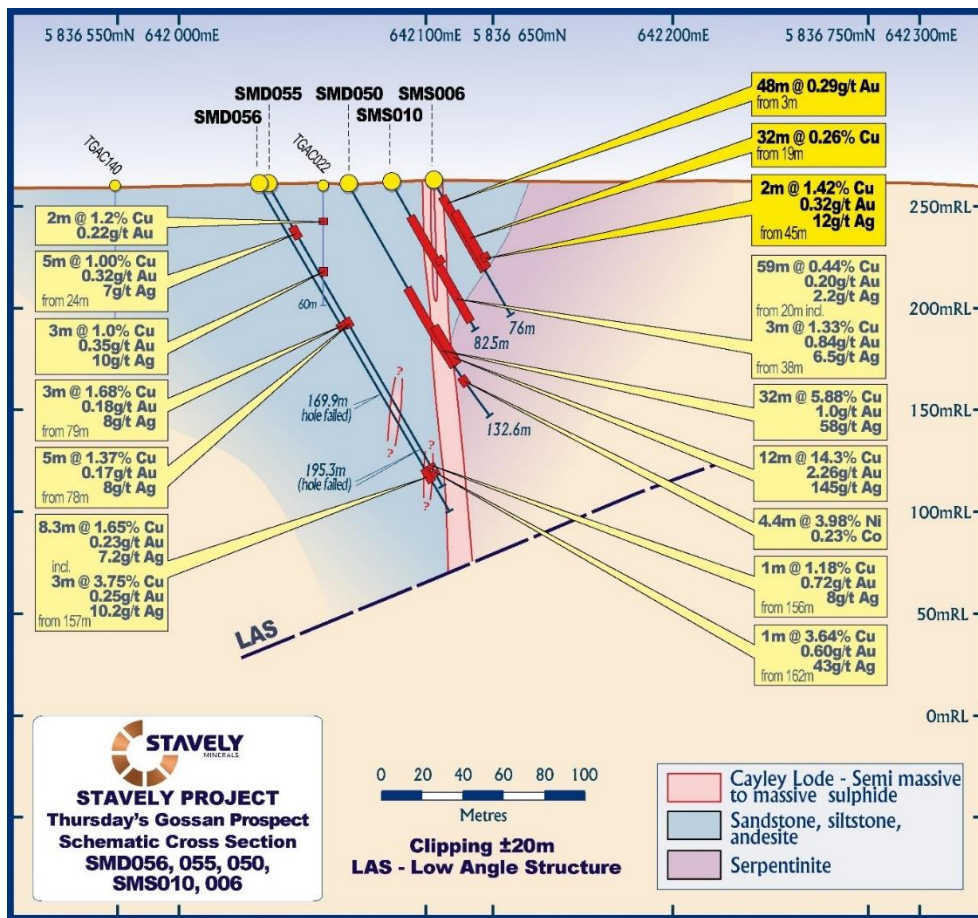 5 836 550mN 642 000mE 642 100mE 5 836 650mN 642 200mE 5 836 750mN 642 300mE
SMD055 SMD050 SMS006
SMD056 SMS010
TGAC140
TGAC022
250mRL
200mRL
150mRL
100mRL
50mRL
0mRL
2m @ 1.2% Cu
0.22g/t Au
5m @ 1.00% Cu
0.32g/t Au
7g/t Ag
from 24m
3m @ 1.0% Cu
0.35g/t Au
10g/t Ag
3m @ 1.68% Cu
0.18g/t Au
8g/t Ag
from 79m
5m @ 1.37% Cu
0.17g/t Au
8g/t Ag
from 78m
8.3m @ 1.65% Cu
0.23g/t Au
7.2g/t Ag
incl.
3m @ 3.75% Cu
0.25g/t Au
10.2g/t Ag
from 157m
60m
169.9m
(hole failed)
195.3m
(hole failed)
?
?
?
?
76m
82.5m
132.6m
LAS
48m @ 0.29g/t Au
from 3m
32m @ 0.26% Cu
from 19m
2m @ 1.42% Cu
0.32g/t Au
12g/t Ag
from 45m
59m @ 0.44% Cu
0.20g/t Au
2.2g/t Ag
from 20m incl.
3m @ 1.33% Cu
0.84g/t Au
6.5g/t Ag
from 38m
32m @ 5.88% Cu
1.0g/t Au
58g/t Ag
12m @ 14.3% Cu
2.26g/t Au
145g/t Ag
4.4m @ 3.98% Ni
0.23% Co
1m @ 1.18% Cu
0.72g/t Au
8g/t Ag
from 156m
1m @ 3.64% Cu
0.60g/t Au
43g/t Ag
from 162m
STAVELY
MINERALS
STAVELY PROJECT
Thursday's Gossan Prospect
Schematic Cross Section
SMD056, 055, 050,
SMS010, 006
0 20 40 60 80 100
Metres
Clipping ±20m
LAS - Low Angle Structure
Cayley Lode - Semi massive
to massive sulphide
Sandstone, siltstone,
andesite
Serpentinite